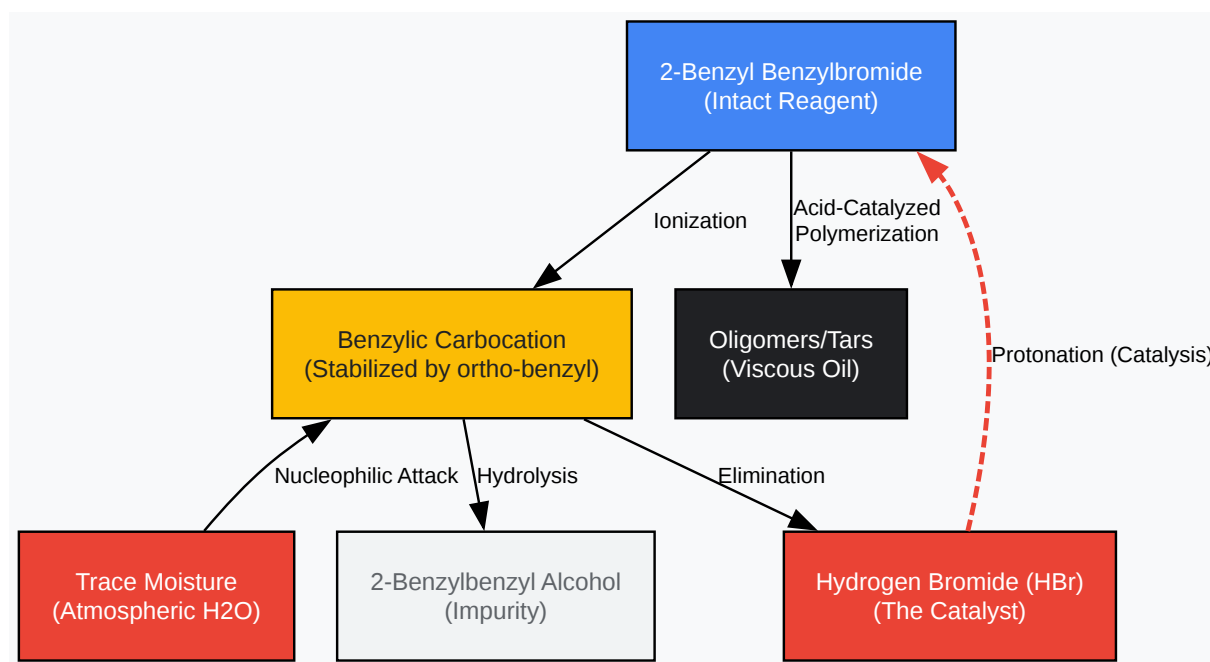 2-Benzyl Benzylbromide
(Intact Reagent)
Ionization
Acid-Catalyzed
Polymerization
Benzylic Carbocation
(Stabilized by ortho-benzyl)
Oligomers/Tars
(Viscous Oil)
Protonation (Catalysis)
Nucleophilic Attack
Hydrolysis
Elimination
Trace Moisture
(Atmospheric H2O)
2-Benzylbenzyl Alcohol
(Impurity)
Hydrogen Bromide (HBr)
(The Catalyst)